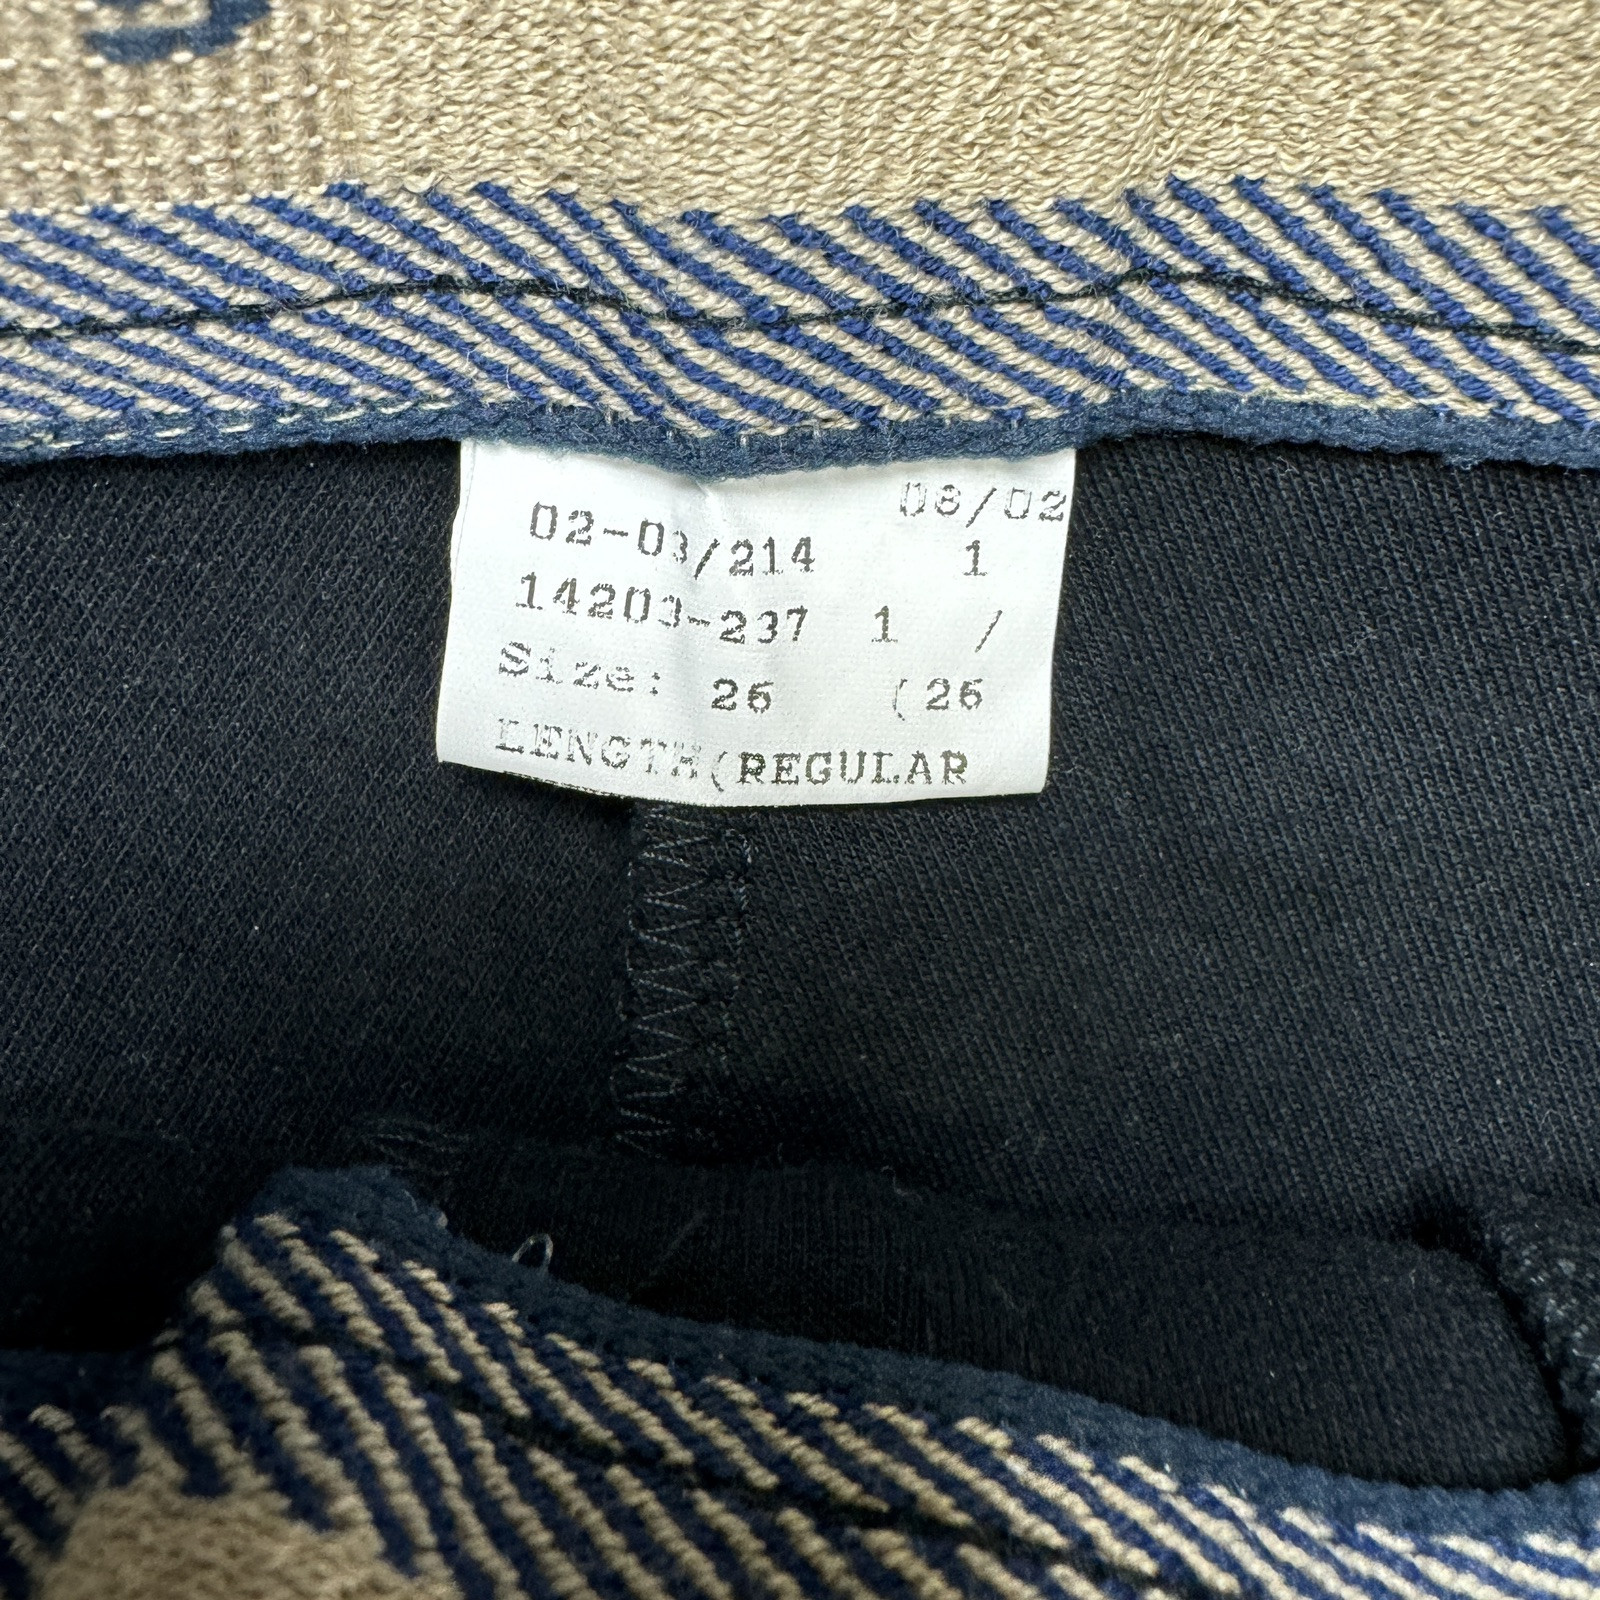 08/02
02-03/214 1
14203-237 1 /
Size: 26 (26
LENGTH(REGULAR